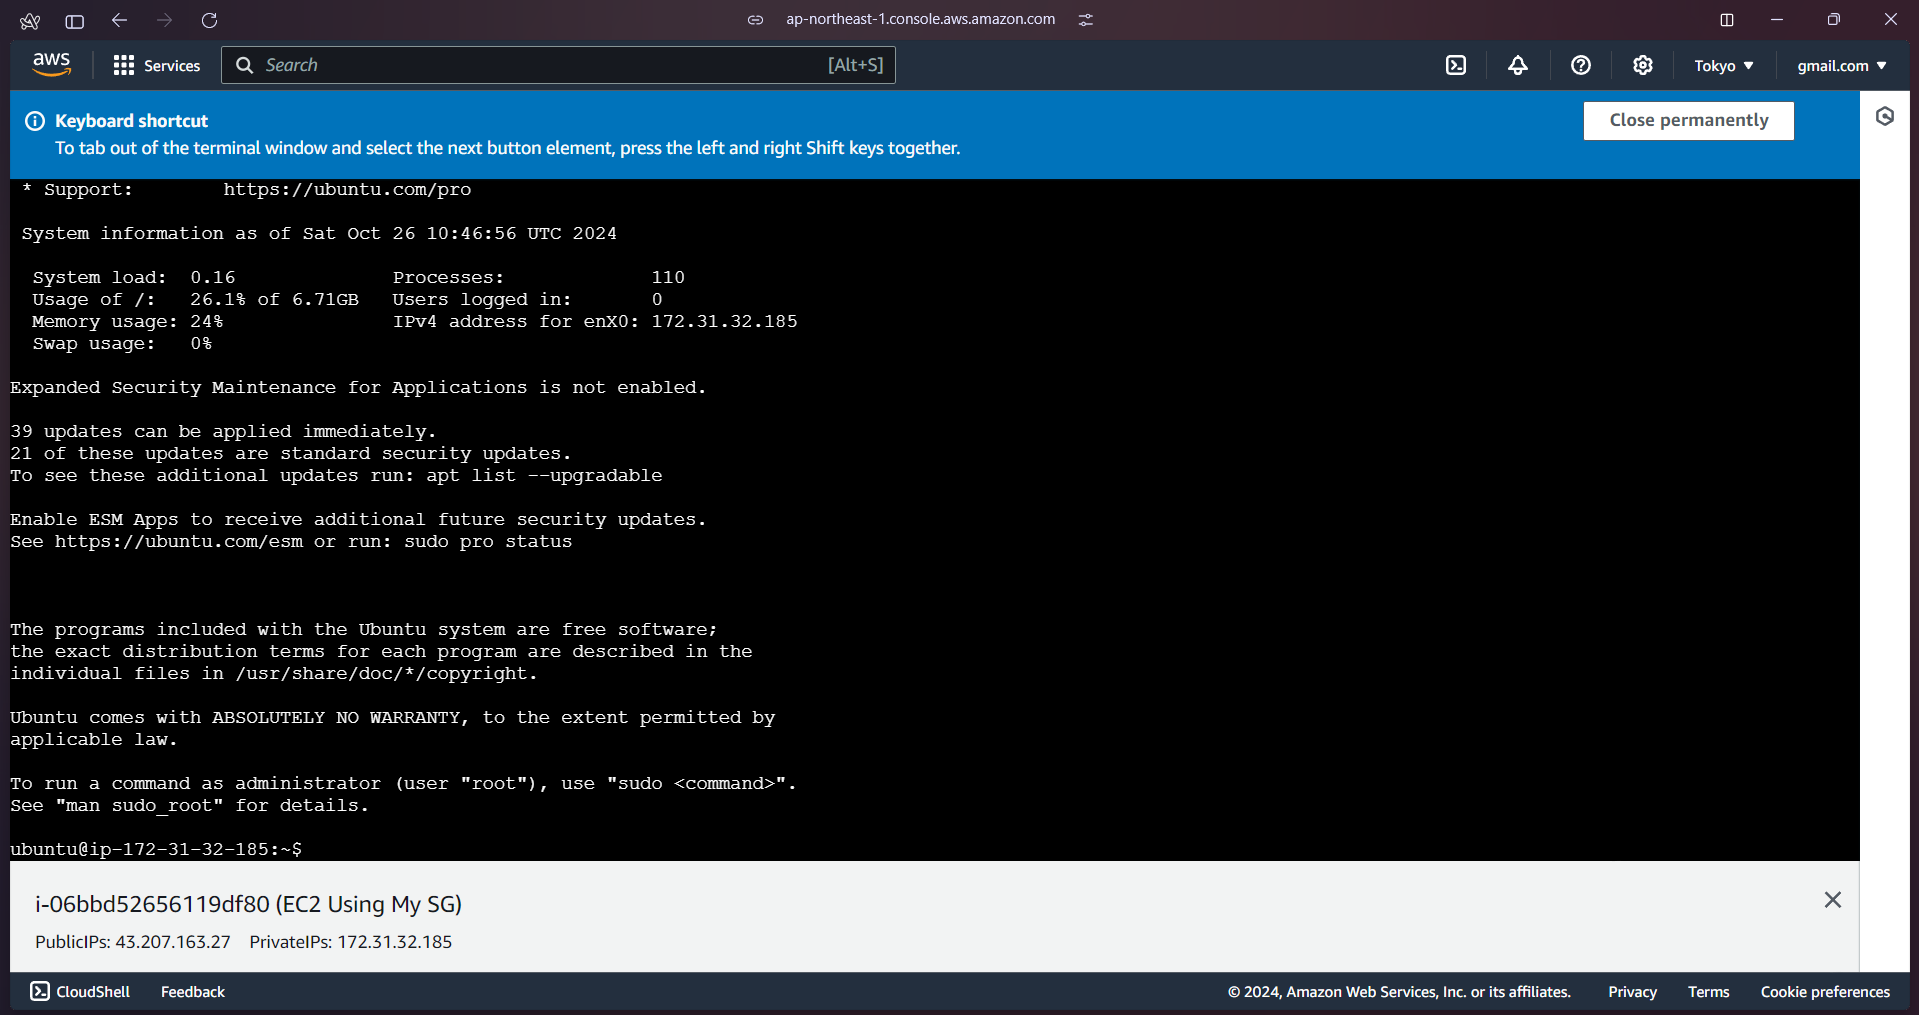 ap-northeast-1.console.aws.amazon.com
aws Services Search [Alt+S] Tokyo gmail.com
Keyboard shortcut
Close permanently
To tab out of the terminal window and select the next button element, press the left and right Shift keys together.
* Support: https://ubuntu.com/pro
System information as of Sat Oct 26 10:46:56 UTC 2024
System load: 0.16 Processes: 110
Usage of /: 26.1% of 6.71GB Users logged in: 0
Memory usage: 24% IPv4 address for enX0: 172.31.32.185
Swap usage: 0%
Expanded Security Maintenance for Applications is not enabled.
39 updates can be applied immediately.
21 of these updates are standard security updates.
To see these additional updates run: apt list --upgradable
Enable ESM Apps to receive additional future security updates.
See https://ubuntu.com/esm or run: sudo pro status
The programs included with the Ubuntu system are free software;
the exact distribution terms for each program are described in the
individual files in /usr/share/doc/*/copyright.
Ubuntu comes with ABSOLUTELY NO WARRANTY, to the extent permitted by
applicable law.
To run a command as administrator (user "root"), use "sudo <command>".
See "man sudo_root" for details.
ubuntu@ip-172-31-32-185:~$
i-06bbd52656119df80 (EC2 Using My SG)
PublicIPs: 43.207.163.27 PrivateIPs: 172.31.32.185
CloudShell Feedback © 2024, Amazon Web Services, Inc. or its affiliates. Privacy Terms Cookie preferences